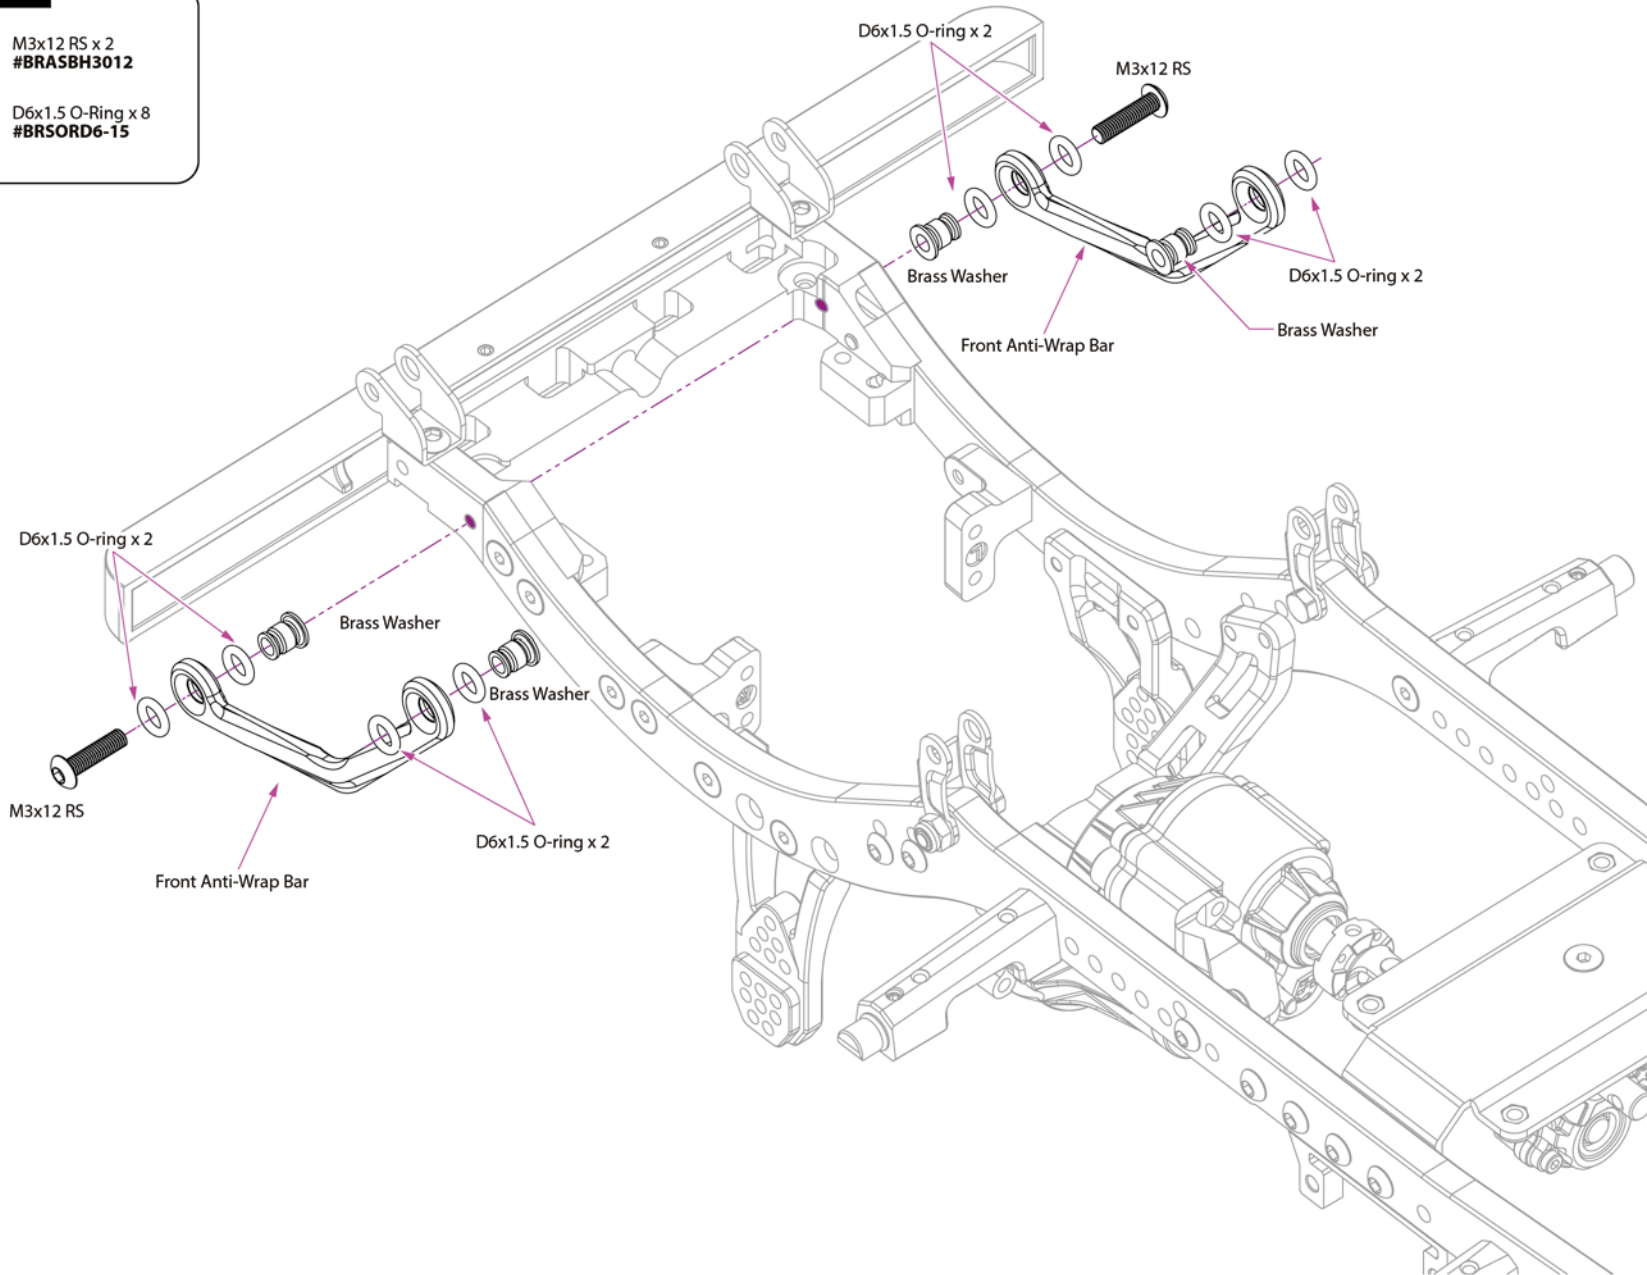 M3x12 RS x 2
#BRASBH3012
D6x1.5 O-Ring x 8
#BRSORD6-15
D6x1.5 O-ring x 2
M3x12 RS
Brass Washer
D6x1.5 O-ring x 2
Brass Washer
Front Anti-Wrap Bar
D6x1.5 O-ring x 2
Brass Washer
Brass Washer
M3x12 RS
D6x1.5 O-ring x 2
Front Anti-Wrap Bar